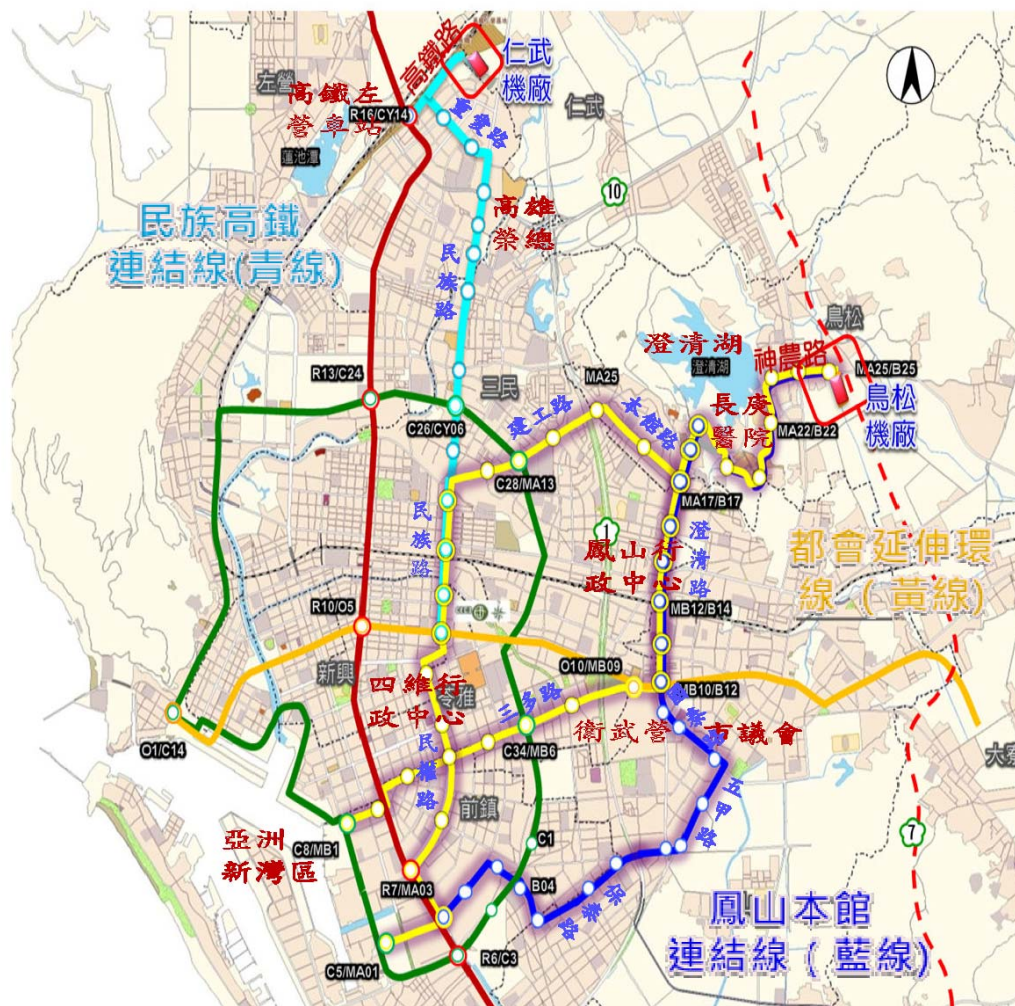 仁武
機廠
高鐵路
左營
高鐵左
營車站
R16/CY14
蓮池潭
重愛路
仁武
10
高雄
榮總
民族高鐵
連結線(青線)
民族路
澄清湖
澄清湖
鳥松
神農路
MA25/B25
R13/C24
三民
MA25
長庚
醫院
鳥松
機廠
C26/CY06
建工路
本館路
MA22/B22
C28/MA13
MA17/B17
民族路
1
鳳山行
政中心
澄清路
都會延伸環
線（黃線)
R10/O5
MB12/B14
新興
O10/MB09
四維行
政中心
苓雅
三多路
MB10/B12
衛武營
市議會
O1/C14
C34/MB6
民權路
五甲路
大寮
前鎮
亞洲
新灣區
C8/MB1
C1
7
R7/MA03
B04
鳳山本館
連結線（藍線）
C5/MA01
R6/C3